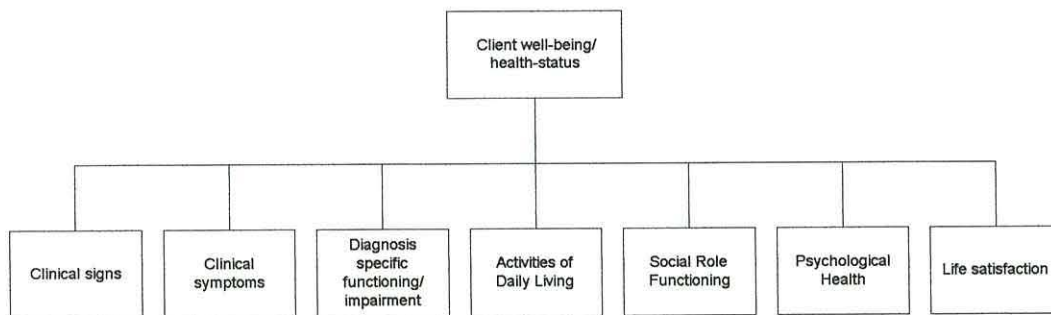 Client well-being/
health-status
Clinical signs
Clinical
symptoms
Diagnosis
specific
functioning/
impairment
Activities of
Daily Living
Social Role
Functioning
Psychological
Health
Life satisfaction